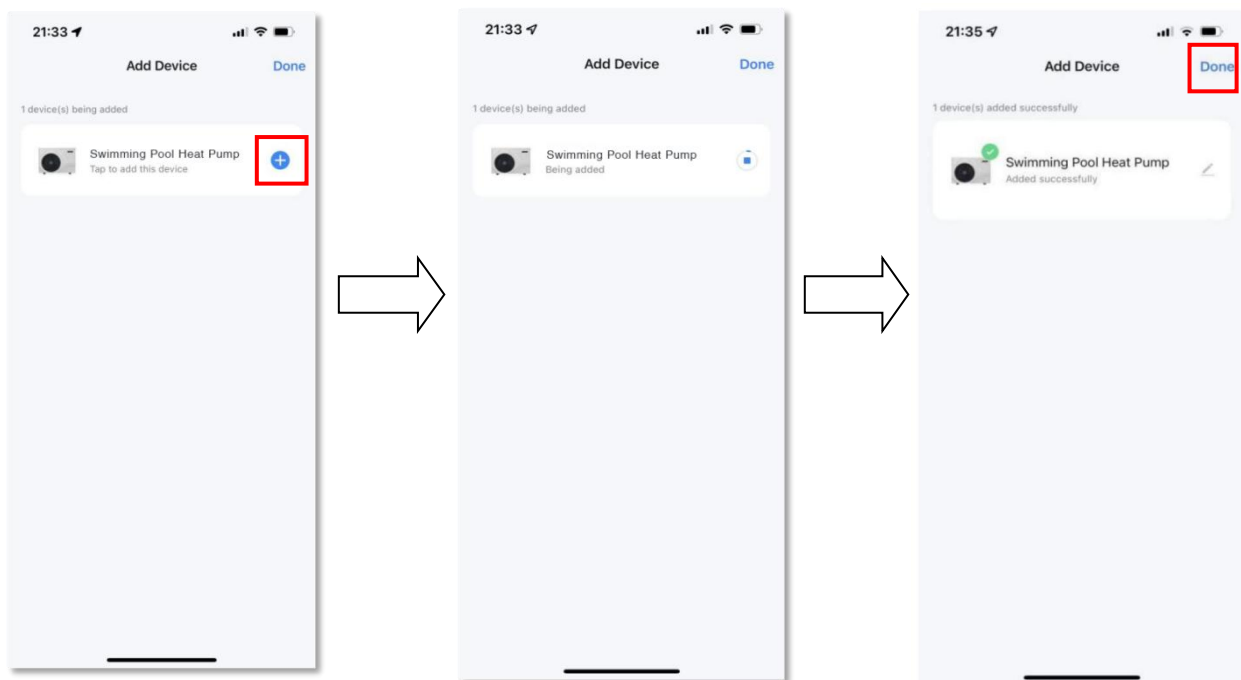 21:33
Add Device
Done
1 device(s) being added
Swimming Pool Heat Pump
Tap to add this device
21:33
Add Device
Done
1 device(s) being added
Swimming Pool Heat Pump
Being added
21:35
Add Device
Done
1 device(s) added successfully
Swimming Pool Heat Pump
Added successfully